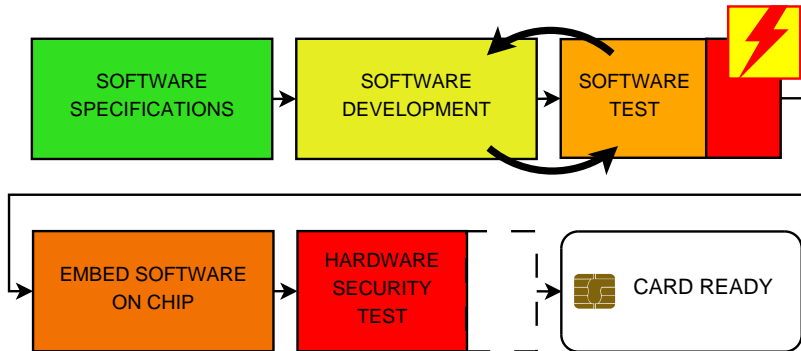 SOFTWARE
SPECIFICATIONS
SOFTWARE
DEVELOPMENT
SOFTWARE
TEST
EMBED SOFTWARE
ON CHIP
HARDWARE
SECURITY
TEST
CARD READY